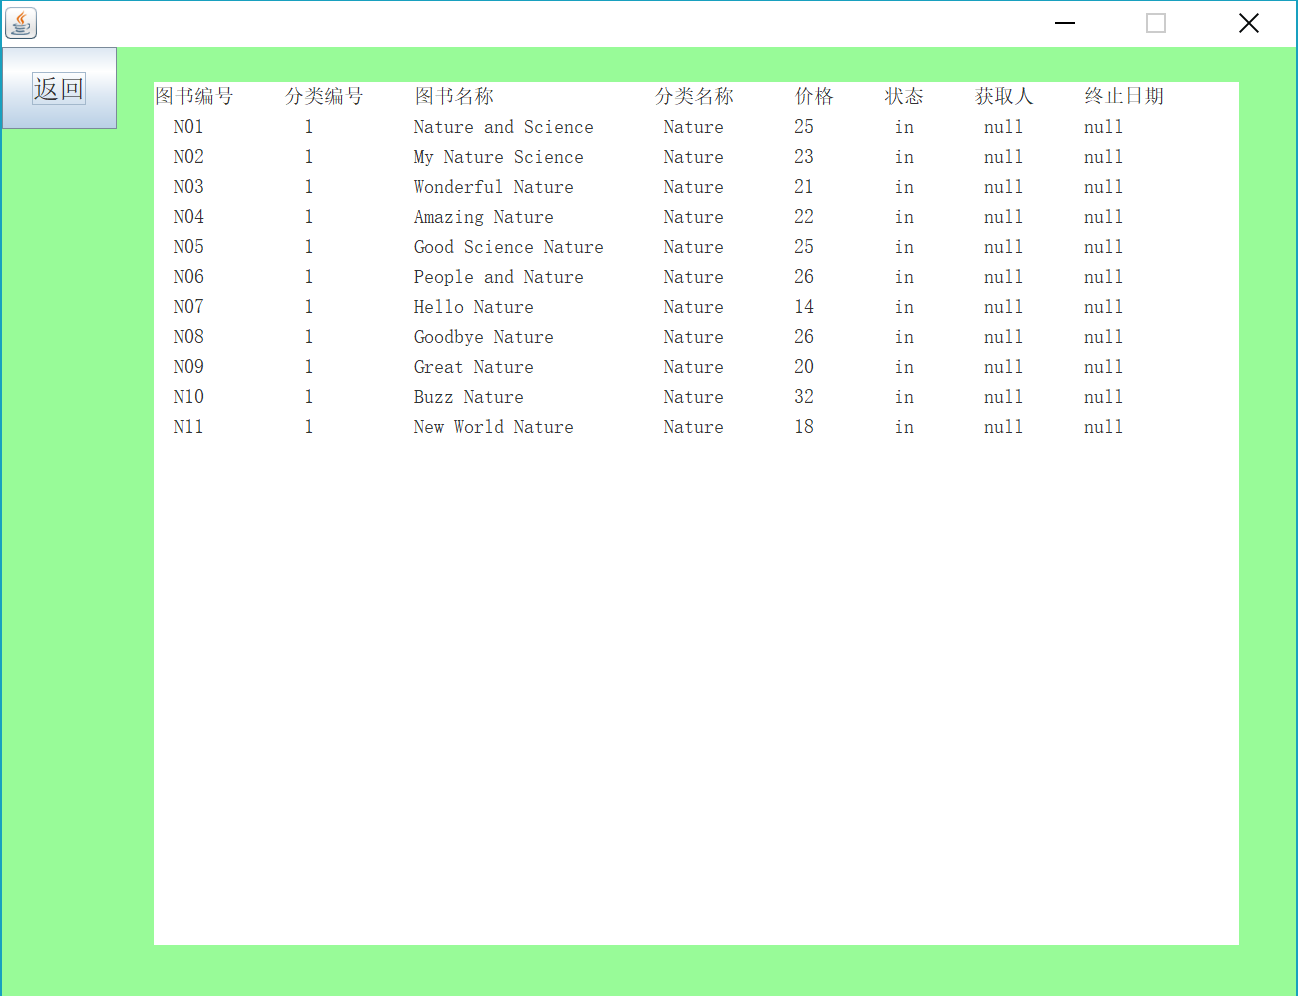 返回
图书编号 分类编号 图书名称 分类名称 价格 状态 获取人 终止日期
N01 1 Nature and Science Nature 25 in null null
N02 1 My Nature Science Nature 23 in null null
N03 1 Wonderful Nature Nature 21 in null null
N04 1 Amazing Nature Nature 22 in null null
N05 1 Good Science Nature Nature 25 in null null
N06 1 People and Nature Nature 26 in null null
N07 1 Hello Nature Nature 14 in null null
N08 1 Goodbye Nature Nature 26 in null null
N09 1 Great Nature Nature 20 in null null
N10 1 Buzz Nature Nature 32 in null null
N11 1 New World Nature Nature 18 in null null